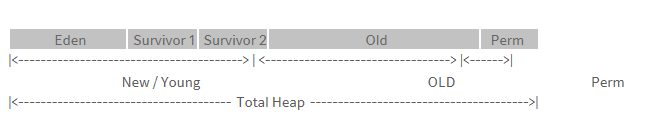 Eden Survivor 1 Survivor 2 Old Perm
|<----------------------------------------->| |<----------------------------------->|<------>|
New / Young OLD Perm
|<--------------------------------------- Total Heap ---------------------------------------->|